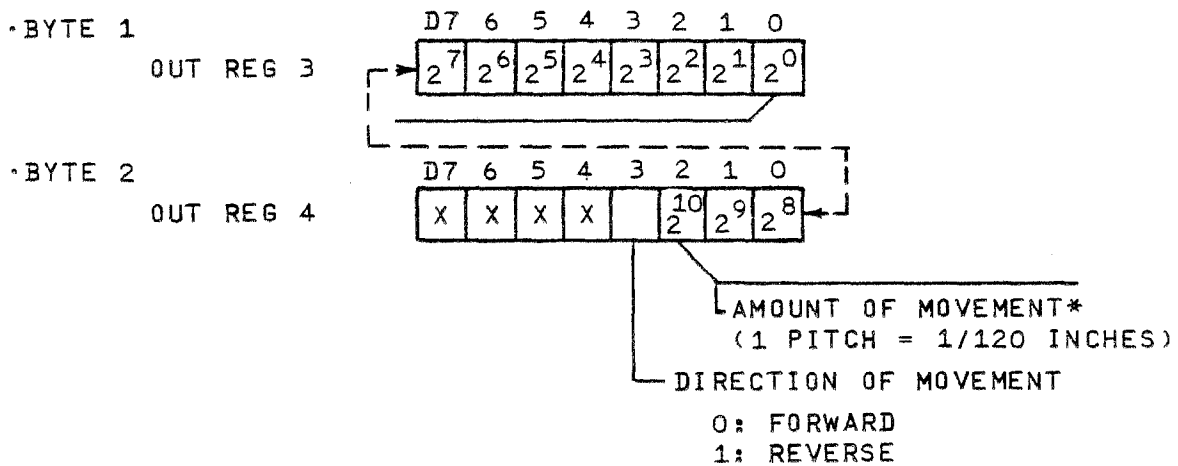 ·BYTE 1
D7 6 5 4 3 2 1 0
OUT REG 3 2^7 2^6 2^5 2^4 2^3 2^2 2^1 2^0
·BYTE 2
D7 6 5 4 3 2 1 0
OUT REG 4 X X X X 2^10 2^9 2^8
AMOUNT OF MOVEMENT*
(1 PITCH = 1/120 INCHES)
DIRECTION OF MOVEMENT
0: FORWARD
1: REVERSE